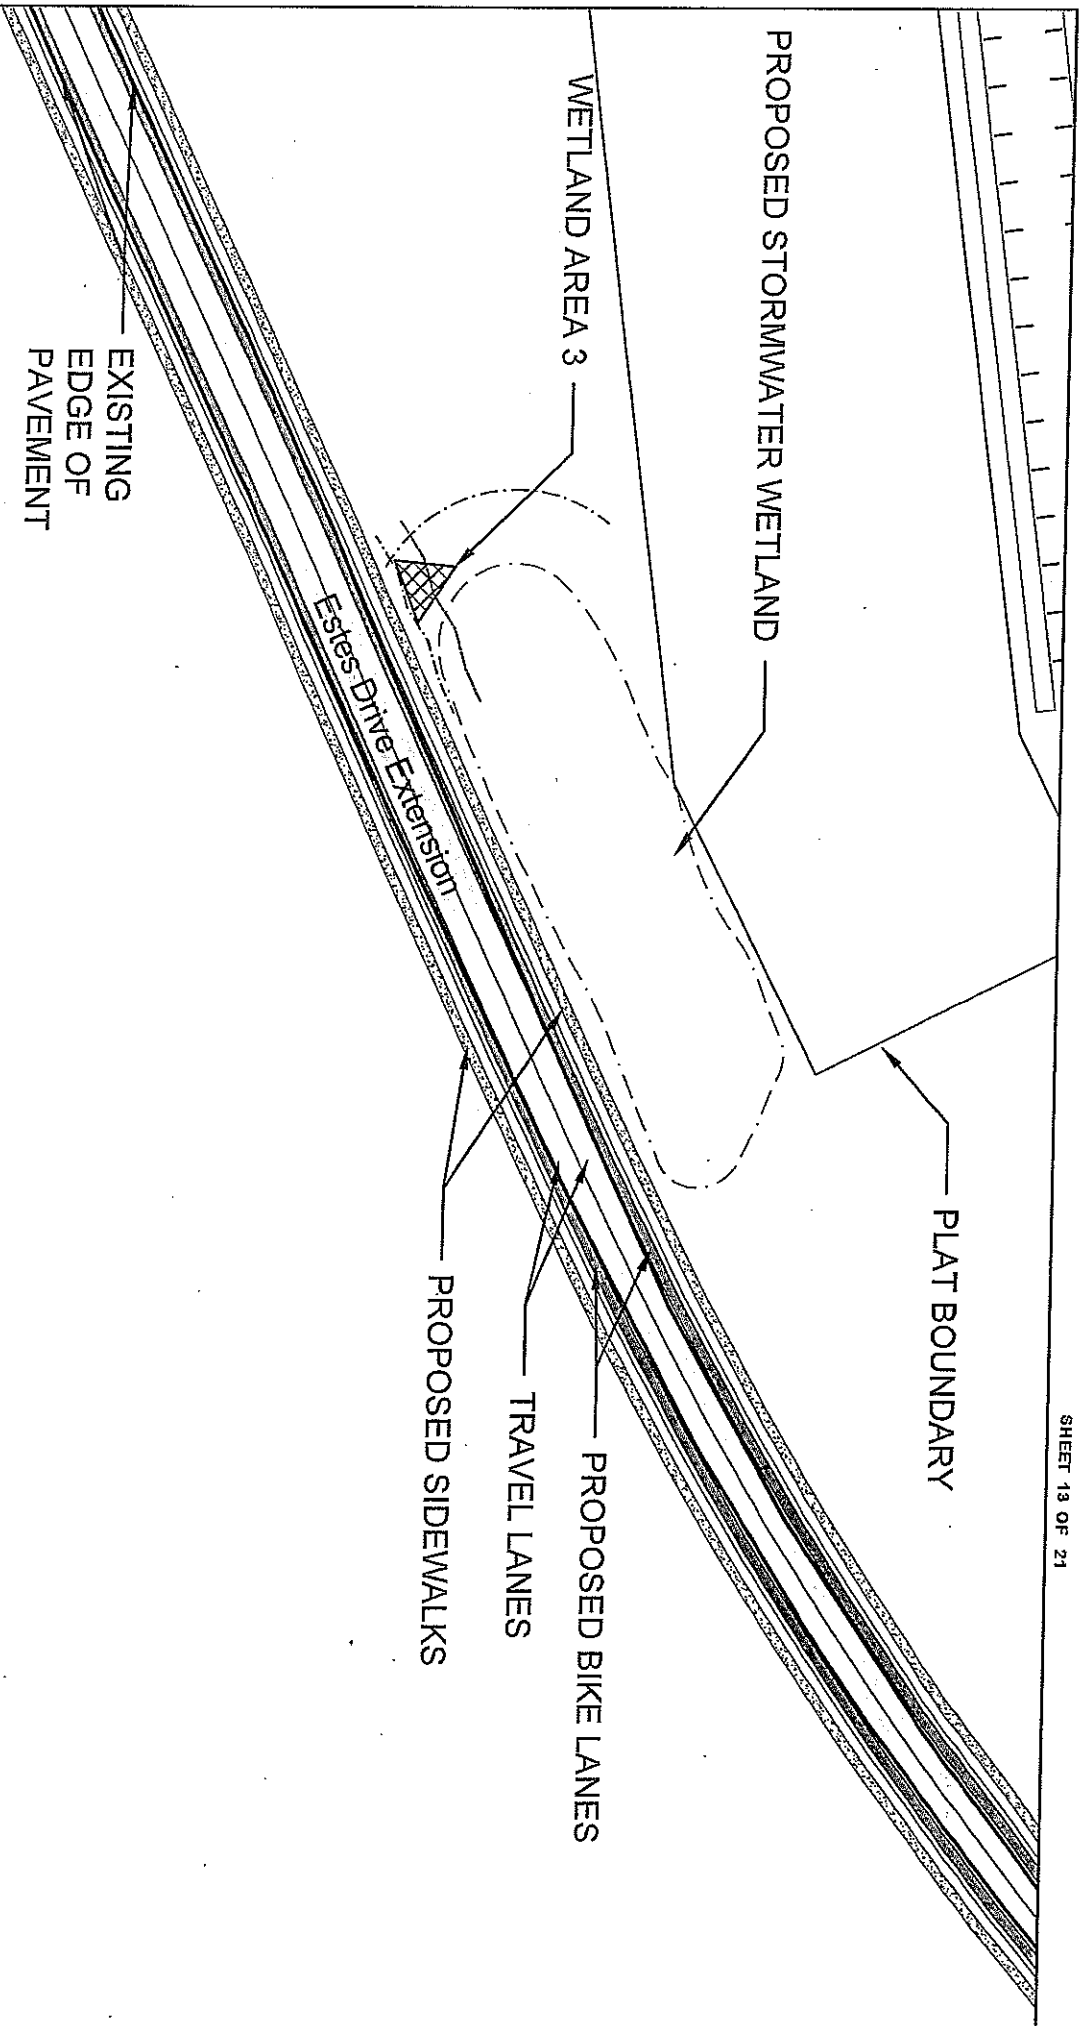 SHEET 13 OF 21
PROPOSED STORMWATER WETLAND
WETLAND AREA 3
PLAT BOUNDARY
Estes Drive Extension
EXISTING
EDGE OF
PAVEMENT
PROPOSED BIKE LANES
TRAVEL LANES
PROPOSED SIDEWALKS